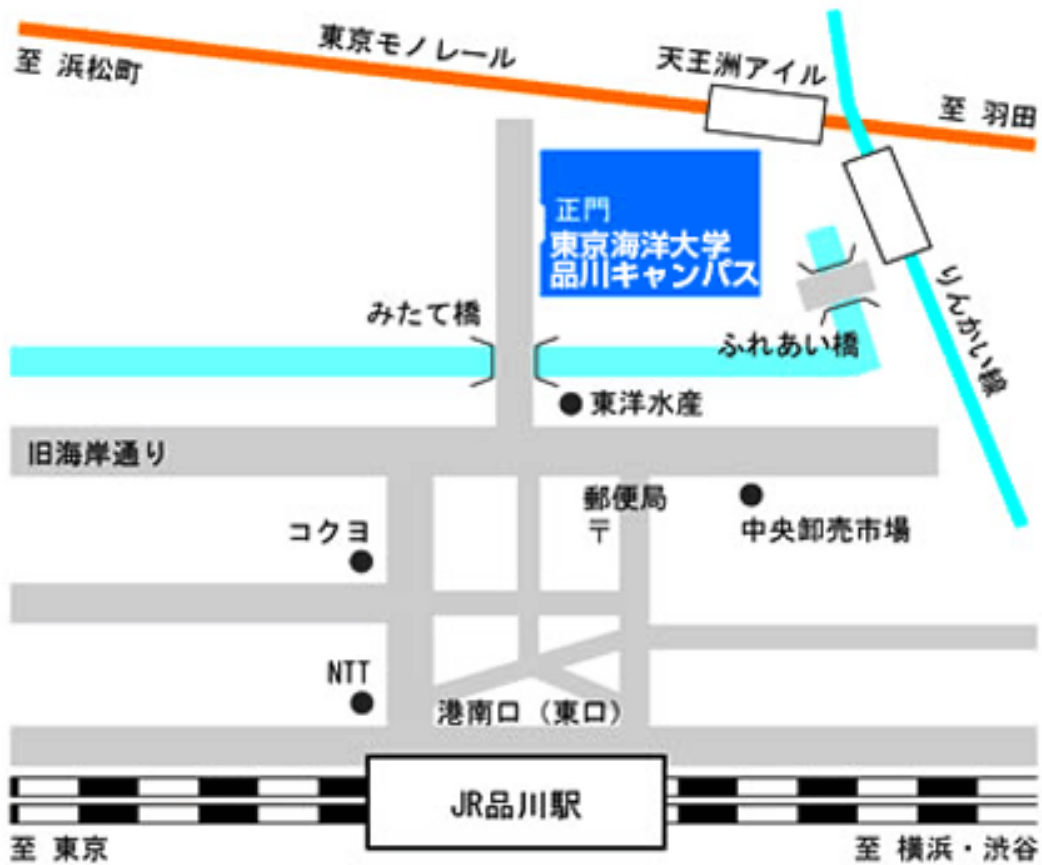 東京モノレール
天王洲アイル
至 浜松町
至 羽田
正門
東京海洋大学
品川キャンパス
りんかい線
みたて橋
ふれあい橋
東洋水産
旧海岸通り
郵便局
〒
コクヨ
中央卸売市場
NTT
港南口（東口）
JR品川駅
至 東京
至 横浜・渋谷